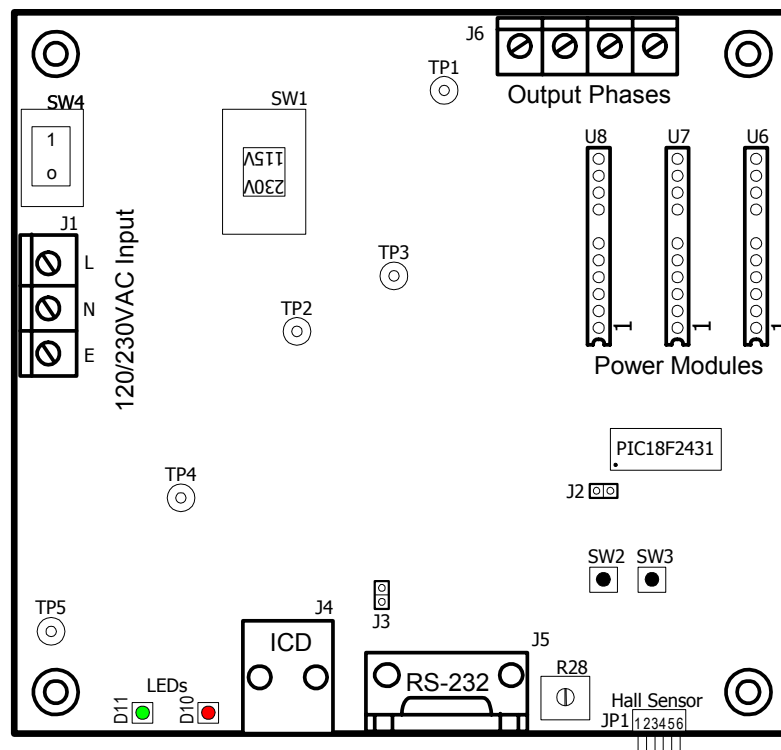 J6
TP1
Output Phases
SW4
1
o
SW1
115V
230V
U8
U7
U6
J1
L
N
E
120/230VAC Input
TP3
TP2
1
1
1
Power Modules
PIC18F2431
TP4
J2
SW2
SW3
TP5
J3
J4
ICD
J5
RS-232
R28
LEDs
D11
D10
Hall Sensor
JP1
123456